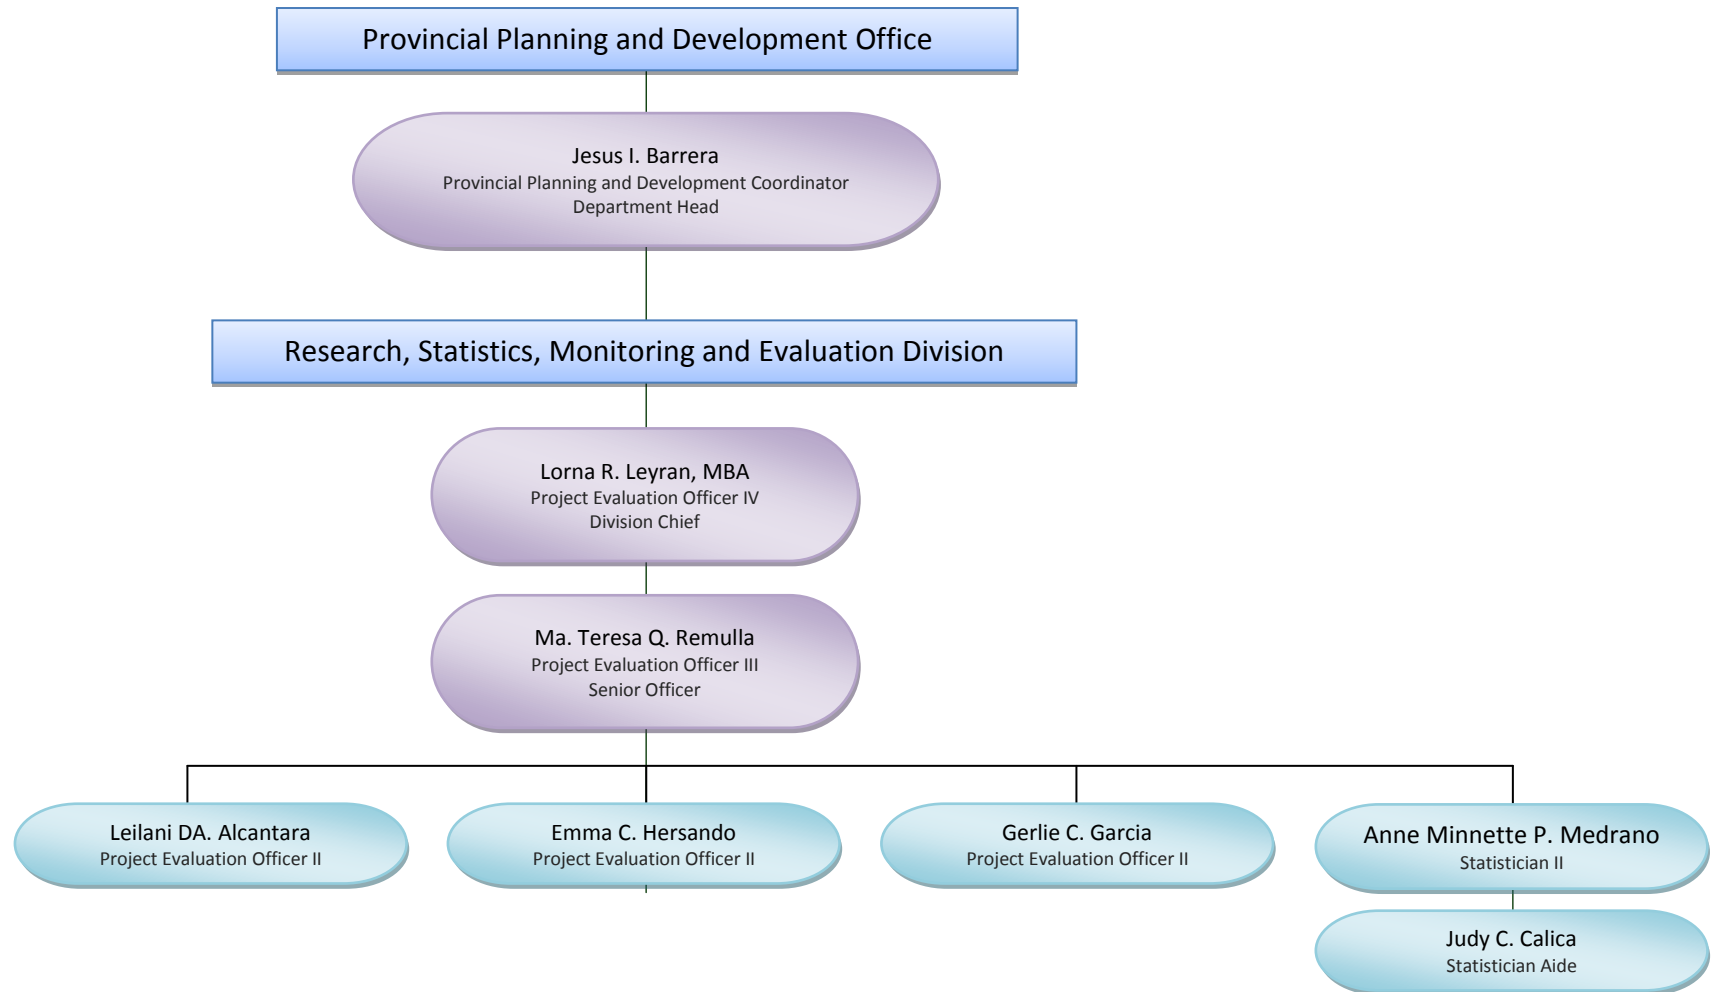 Provincial Planning and Development Office
Jesus I. Barrera
Provincial Planning and Development Coordinator
Department Head
Research, Statistics, Monitoring and Evaluation Division
Lorna R. Leyran, MBA
Project Evaluation Officer IV
Division Chief
Ma. Teresa Q. Remulla
Project Evaluation Officer III
Senior Officer
Leilani DA. Alcantara
Project Evaluation Officer II
Emma C. Hersando
Project Evaluation Officer II
Gerlie C. Garcia
Project Evaluation Officer II
Anne Minnette P. Medrano
Statistician II
Judy C. Calica
Statistician Aide